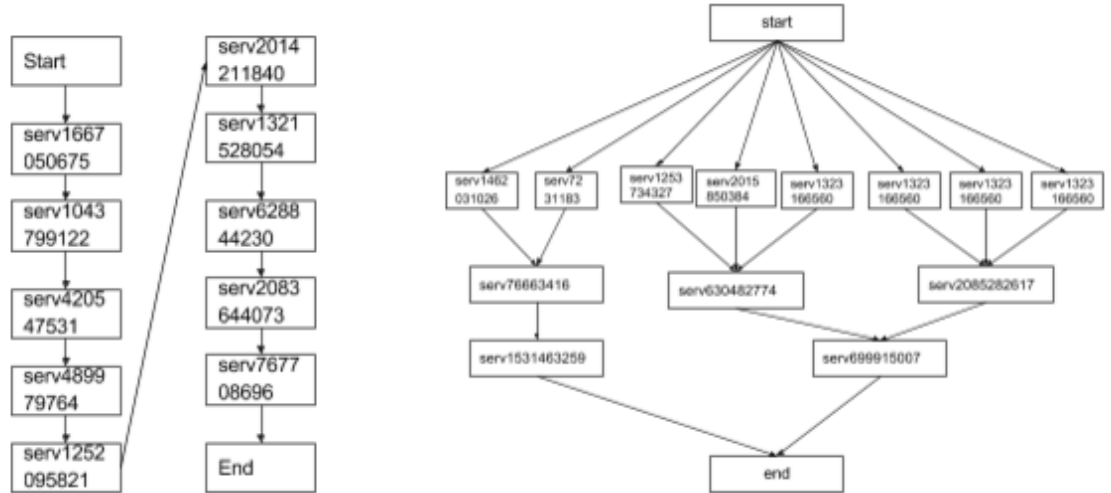 Start
serv1667
050675
serv1043
799122
serv4205
47531
serv4899
79764
serv1252
095821
serv2014
211840
serv1321
528054
serv6288
44230
serv2083
644073
serv7677
08696
End
start
serv1462
031026
serv72
31183
serv1253
734327
serv2015
850384
serv1323
166560
serv1323
166560
serv1323
166560
serv1323
166560
serv76663416
serv630482774
serv2085282617
serv1531463259
serv699915007
end